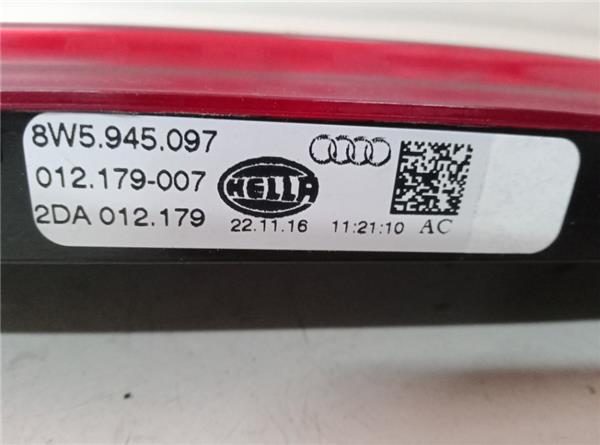 8W5.945.097
012.179-007
HELLA
2DA 012.179
22.11.16 11:21:10 AC